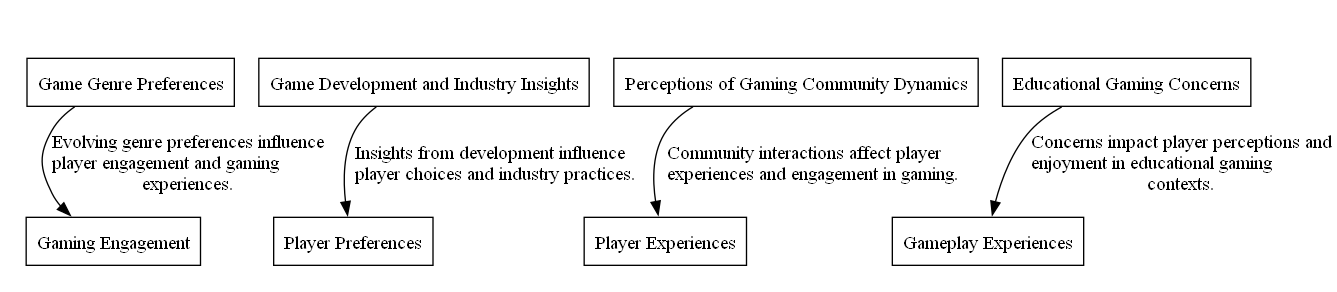 Game Genre Preferences
Game Development and Industry Insights
Perceptions of Gaming Community Dynamics
Educational Gaming Concerns
Evolving genre preferences influence
player engagement and gaming
experiences.
Insights from development influence
player choices and industry practices.
Community interactions affect player
experiences and engagement in gaming.
Concerns impact player perceptions and
enjoyment in educational gaming
contexts.
Gaming Engagement
Player Preferences
Player Experiences
Gameplay Experiences